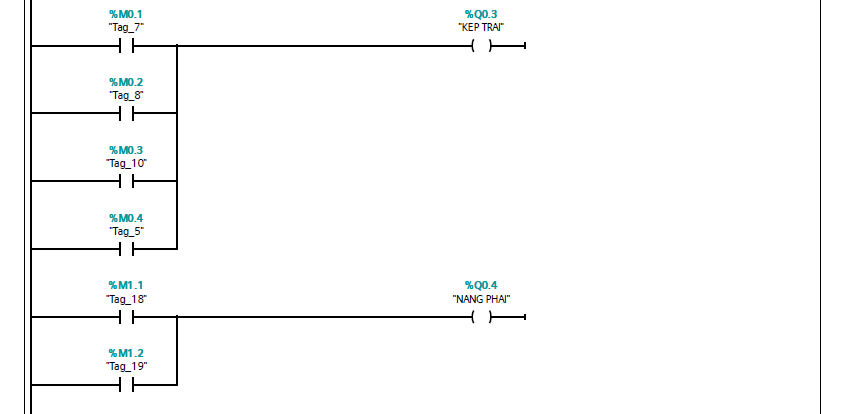 %M0.1
"Tag_7"
%Q0.3
"KEP TRAI"
%M0.2
"Tag_8"
%M0.3
"Tag_10"
%M0.4
"Tag_5"
%M1.1
"Tag_18"
%Q0.4
"NANG PHAI"
%M1.2
"Tag_19"